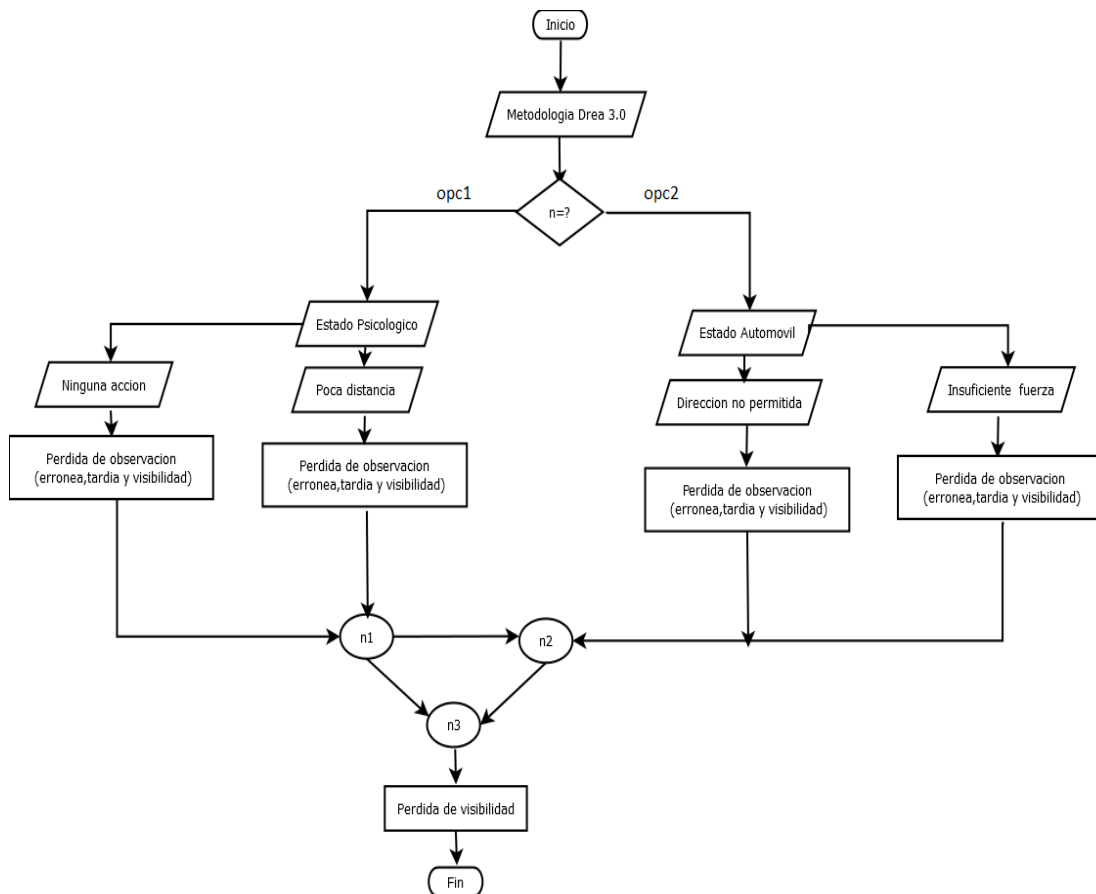 Inicio
Metodologia Drea 3.0
opc1
n=?
opc2
Estado Psicologico
Estado Automovil
Ninguna accion
Poca distancia
Direccion no permitida
Insuficiente fuerza
Perdida de observacion
(erronea,tardia y visibilidad)
Perdida de observacion
(erronea,tardia y visibilidad)
Perdida de observacion
(erronea,tardia y visibilidad)
Perdida de observacion
(erronea,tardia y visibilidad)
n1
n2
n3
Perdida de visibilidad
Fin